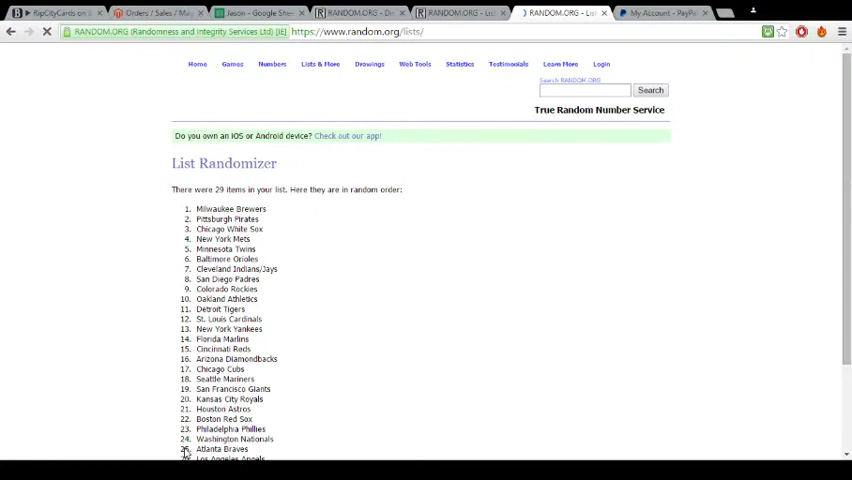 RipCityCards on B
Orders / Sales / Mag
Jason - Google She
RANDOM.ORG - Di
RANDOM.ORG - Lis
RANDOM.ORG - Lis
My Account - PayPa
RANDOM.ORG (Randomness and Integrity Services Ltd) [IE] https://www.random.org/lists/
Home Games Numbers Lists & More Drawings Web Tools Statistics Testimonials Learn More Login
Search RANDOM.ORG
Search
True Random Number Service
Do you own an iOS or Android device? Check out our app!
List Randomizer
There were 29 items in your list. Here they are in random order:
1. Milwaukee Brewers
2. Pittsburgh Pirates
3. Chicago White Sox
4. New York Mets
5. Minnesota Twins
6. Baltimore Orioles
7. Cleveland Indians/Jays
8. San Diego Padres
9. Colorado Rockies
10. Oakland Athletics
11. Detroit Tigers
12. St. Louis Cardinals
13. New York Yankees
14. Florida Marlins
15. Cincinnati Reds
16. Arizona Diamondbacks
17. Chicago Cubs
18. Seattle Mariners
19. San Francisco Giants
20. Kansas City Royals
21. Houston Astros
22. Boston Red Sox
23. Philadelphia Phillies
24. Washington Nationals
25. Atlanta Braves
Los Angeles Angels